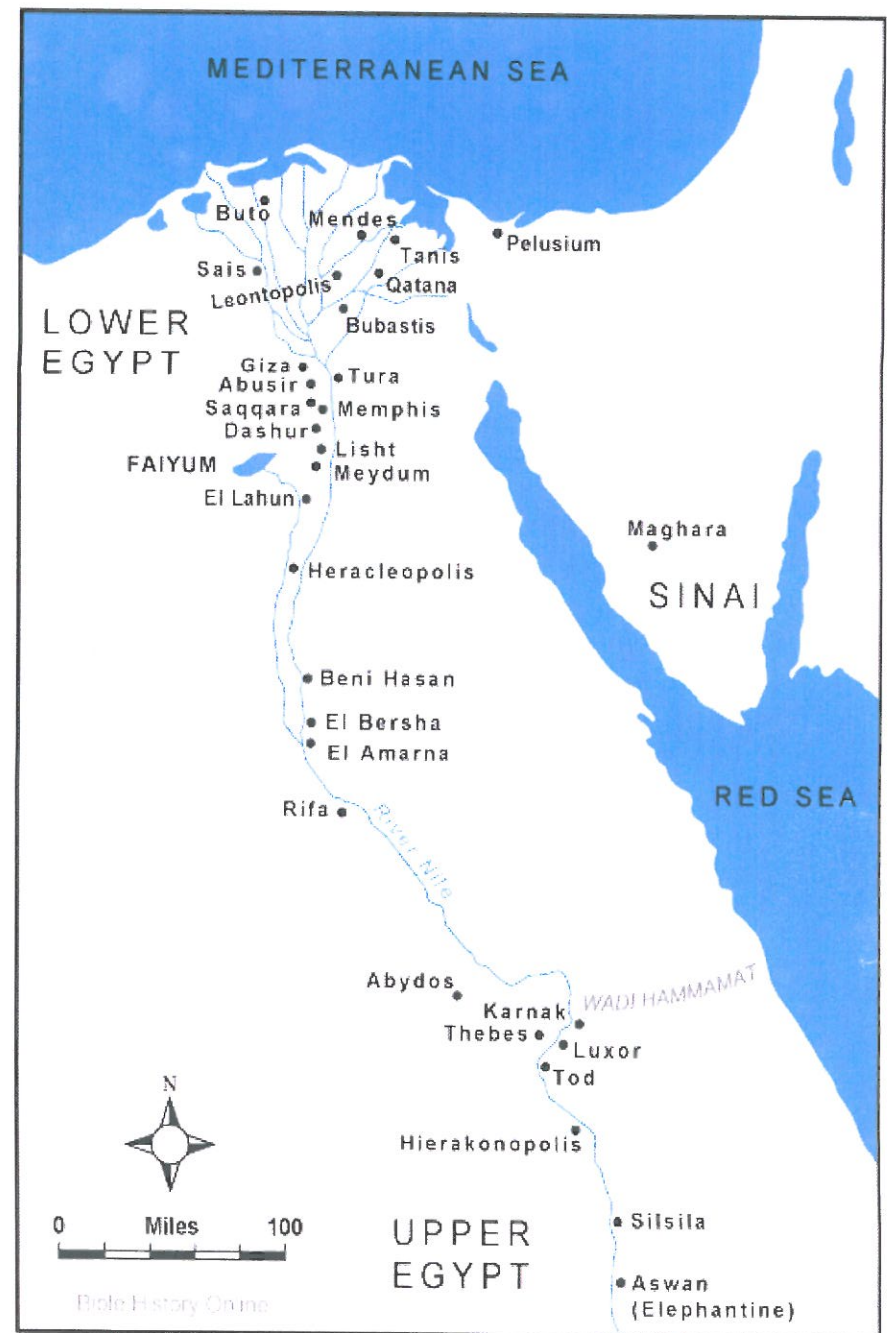 MEDITERRANEAN SEA
Buto
Mendes
Tanis
Pelusium
Sais
Leontopolis
Qatana
Bubastis
LOWER
EGYPT
Giza
Tura
Abusir
Saqqara
Memphis
Dashur
Lisht
FAIYUM
Meydum
El Lahun
Maghara
Heracleopolis
SINAI
Beni Hasan
El Bersha
El Amarna
RED SEA
Rifa
River Nile
Abydos
WADI HAMMAMAT
Karnak
Thebes
Luxor
Tod
N
Hierakonopolis
0 Miles 100
UPPER
EGYPT
Silsila
Aswan
(Elephantine)
Bible History Online